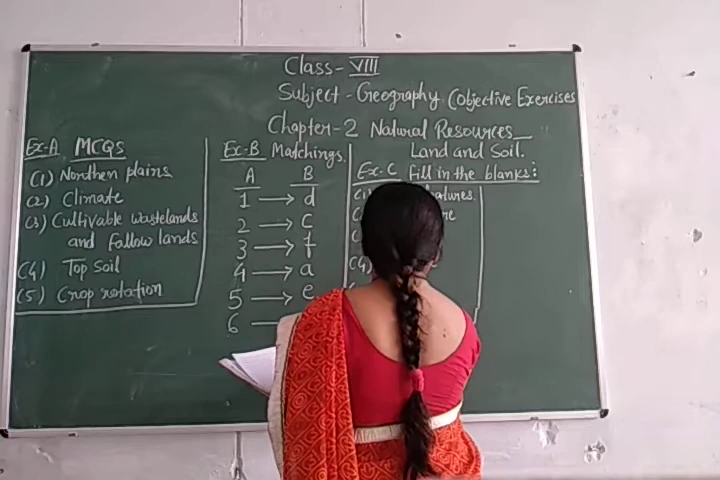 Class - VIII
Subject - Geography (Objective Exercises
Chapter-2 Natural Resources_
Land and Soil.
Ex-A MCQS
(1) Northen plains
(2) Climate
(3) Cultivable wastelands
and Fallow lands
(4) Top Soil
(5) Crop rotation
Ex-B Matchings.
A B
1 → d
2 → c
3 → f
4 → a
5 → e
6
Ex-C Fill in the blanks:
(4)